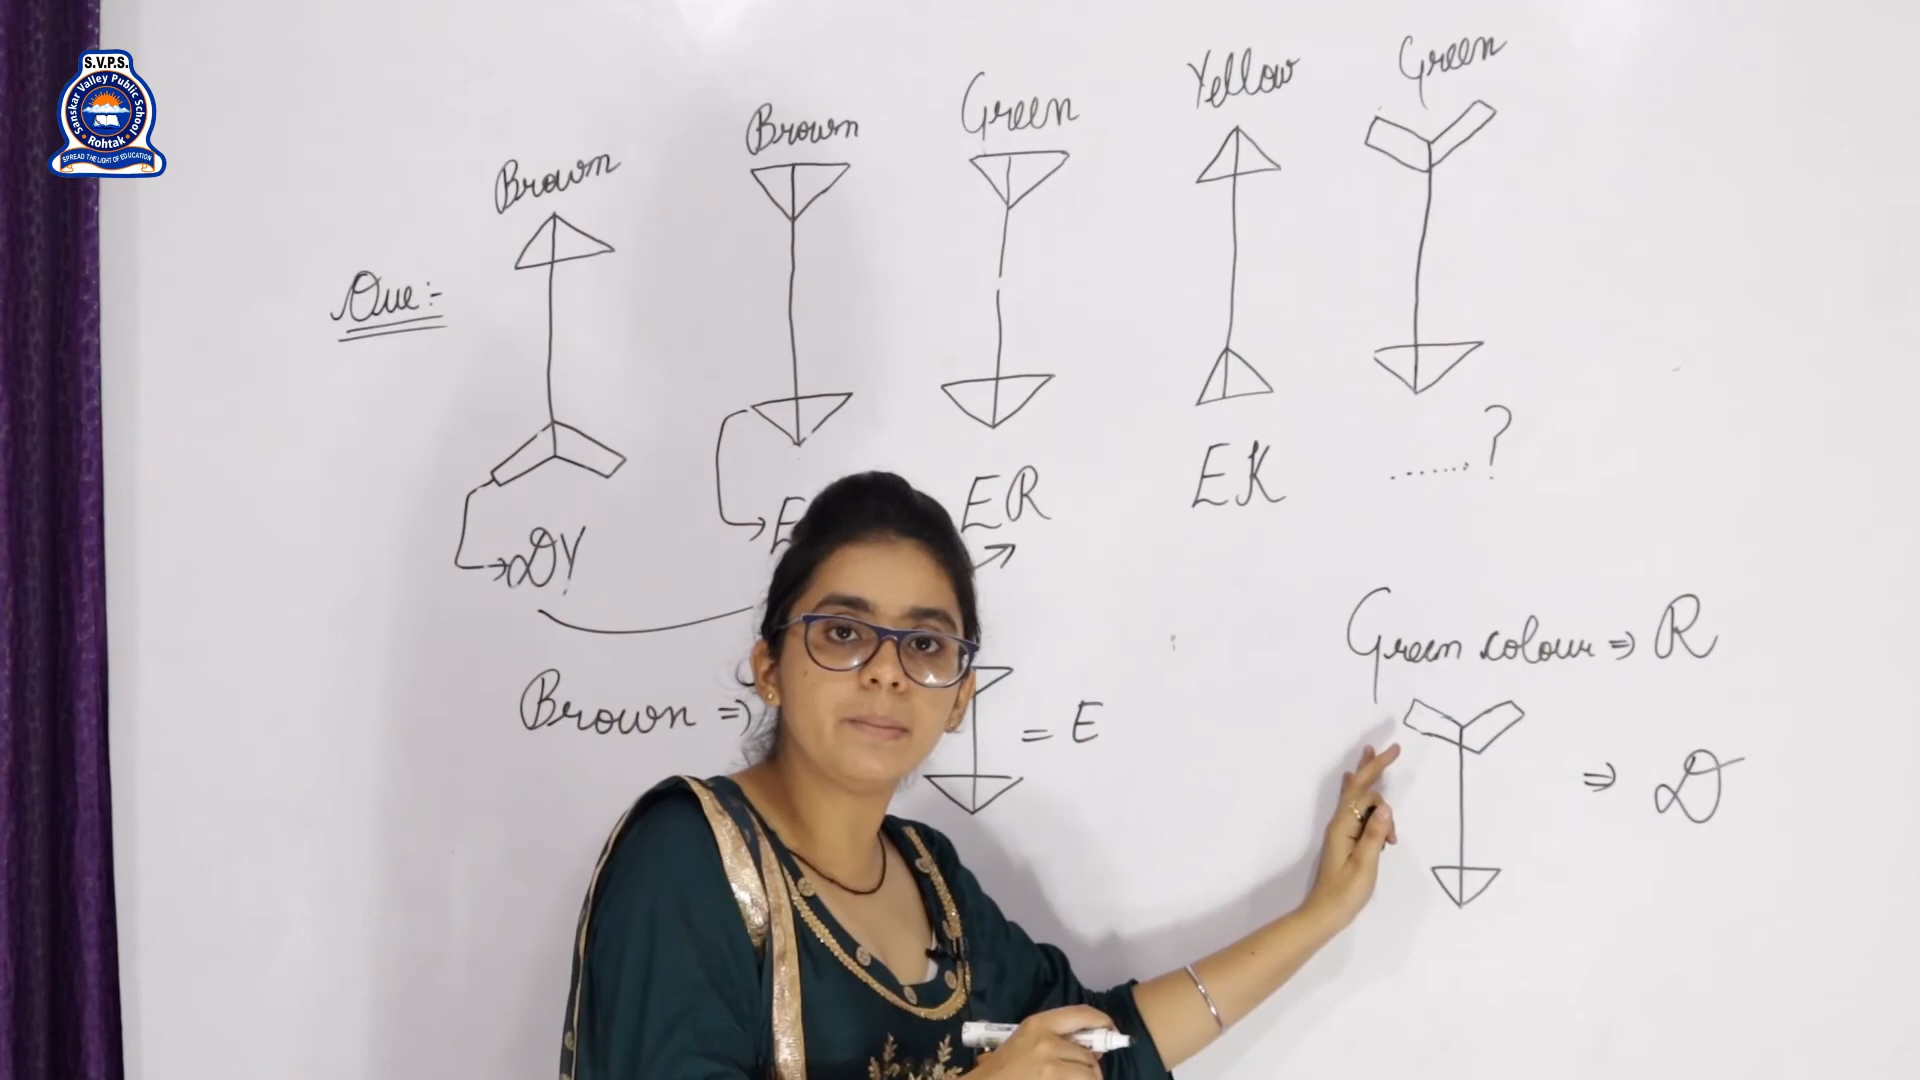 S.V.P.S.
Sanskar Valley Public School
Rohtak
SPREAD THE LIGHT OF EDUCATION
Brown Brown Green Yellow Green
Que:-
DY E ER EK .......?
Brown => = E
Green colour => R
=> D